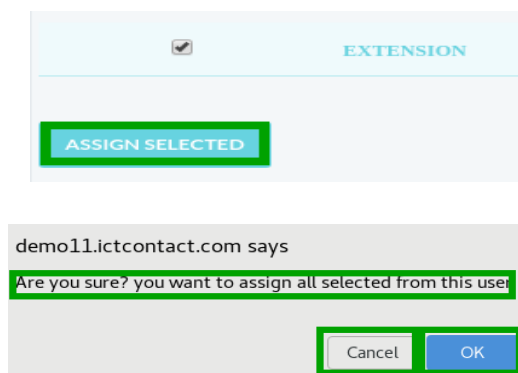 EXTENSION
ASSIGN SELECTED
demo11.ictcontact.com says
Are you sure? you want to assign all selected from this user
Cancel
OK